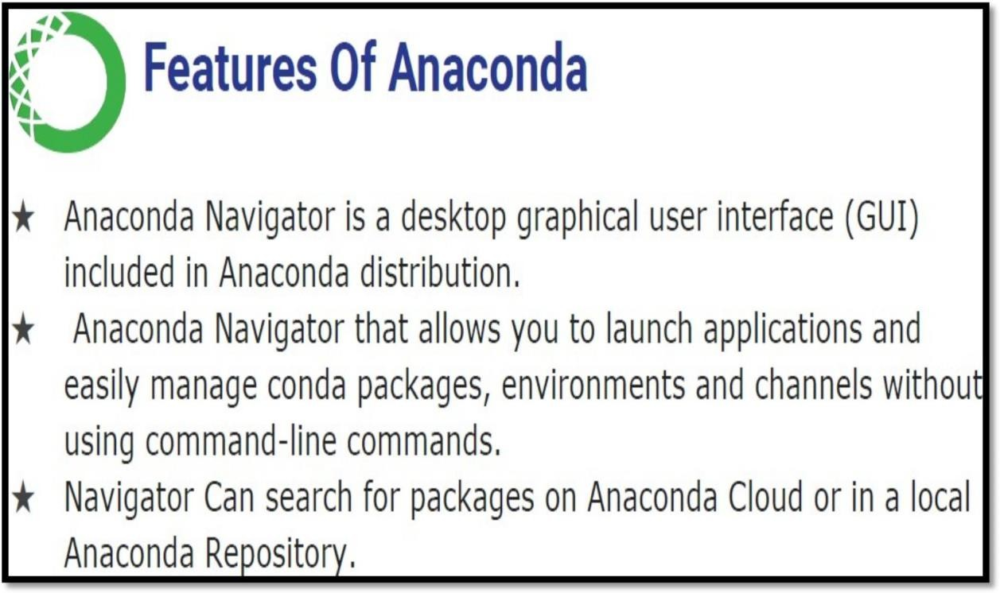 Features Of Anaconda
★ Anaconda Navigator is a desktop graphical user interface (GUI)
included in Anaconda distribution.
★ Anaconda Navigator that allows you to launch applications and
easily manage conda packages, environments and channels without
using command-line commands.
★ Navigator Can search for packages on Anaconda Cloud or in a local
Anaconda Repository.